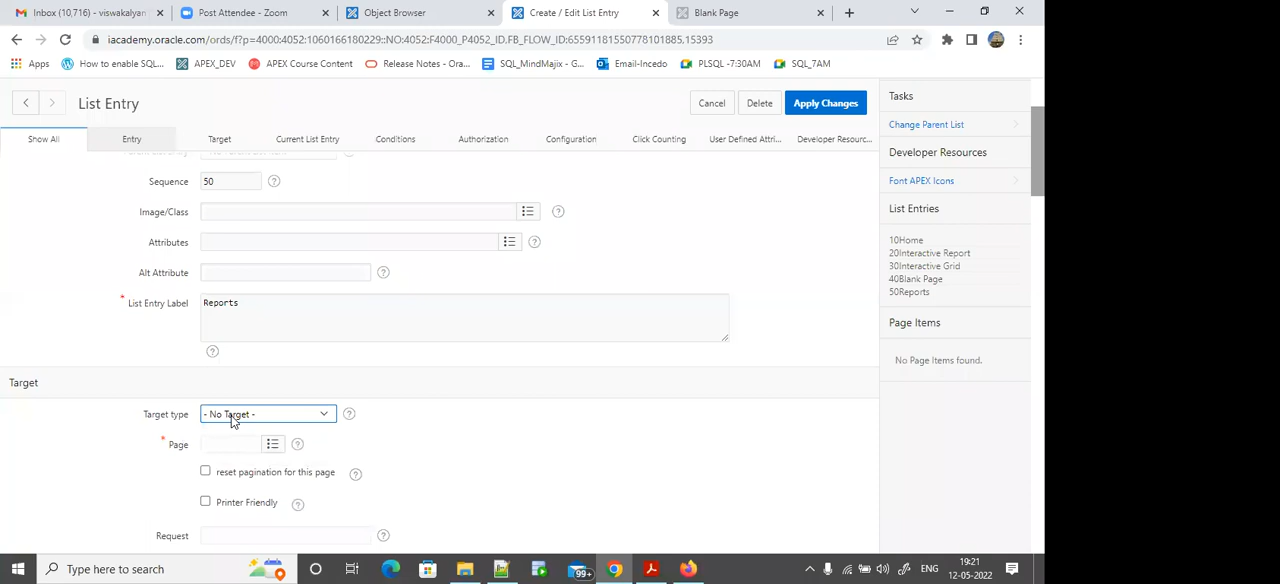 Inbox (10,716) - viswakalyan
Post Attendee - Zoom
Object Browser
Create / Edit List Entry
Blank Page
iacademy.oracle.com/ords/f?p=4000:4052:1060166180229::NO:4052:F4000_P4052_ID,FB_FLOW_ID:65591181550778101885,15393
Apps
How to enable SQL...
APEX_DEV
APEX Course Content
Release Notes - Ora...
SQL_MindMajix - G...
Email-Incedo
PLSQL -7:30AM
SQL_7AM
List Entry
Cancel
Delete
Apply Changes
Show All
Entry
Target
Current List Entry
Conditions
Authorization
Configuration
Click Counting
User Defined Attri...
Developer Resourc...
Sequence
50
Image/Class
Attributes
Alt Attribute
* List Entry Label
Reports
Target
Target type
- No Target -
* Page
reset pagination for this page
Printer Friendly
Request
Tasks
Change Parent List
Developer Resources
Font APEX Icons
List Entries
10Home
20Interactive Report
30Interactive Grid
40Blank Page
50Reports
Page Items
No Page Items found.
Type here to search
99+
ENG
19:21
12-05-2022